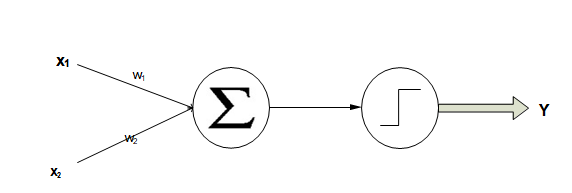 x₁
w₁
Σ
Y
w₂
x₂